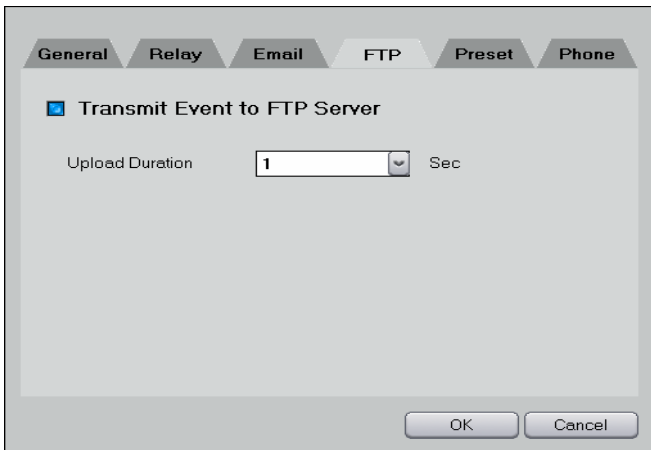 General Relay Email FTP Preset Phone
Transmit Event to FTP Server
Upload Duration 1 Sec
OK Cancel